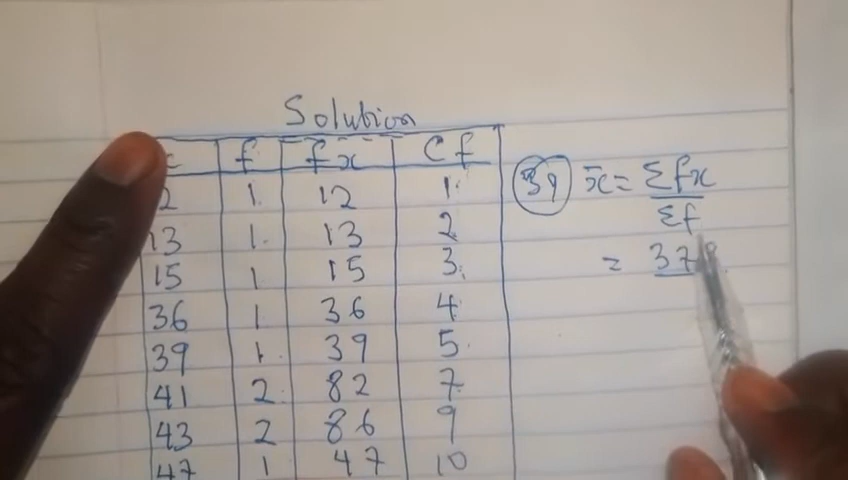 Solution
f fx Cf
1 12 1
13 1 13 2
15 1 15 3
36 1 36 4
39 1 39 5
41 2 82 7
43 2 86 9
47 1 47 10
39 x̄ = Σfx
Σf
= 37